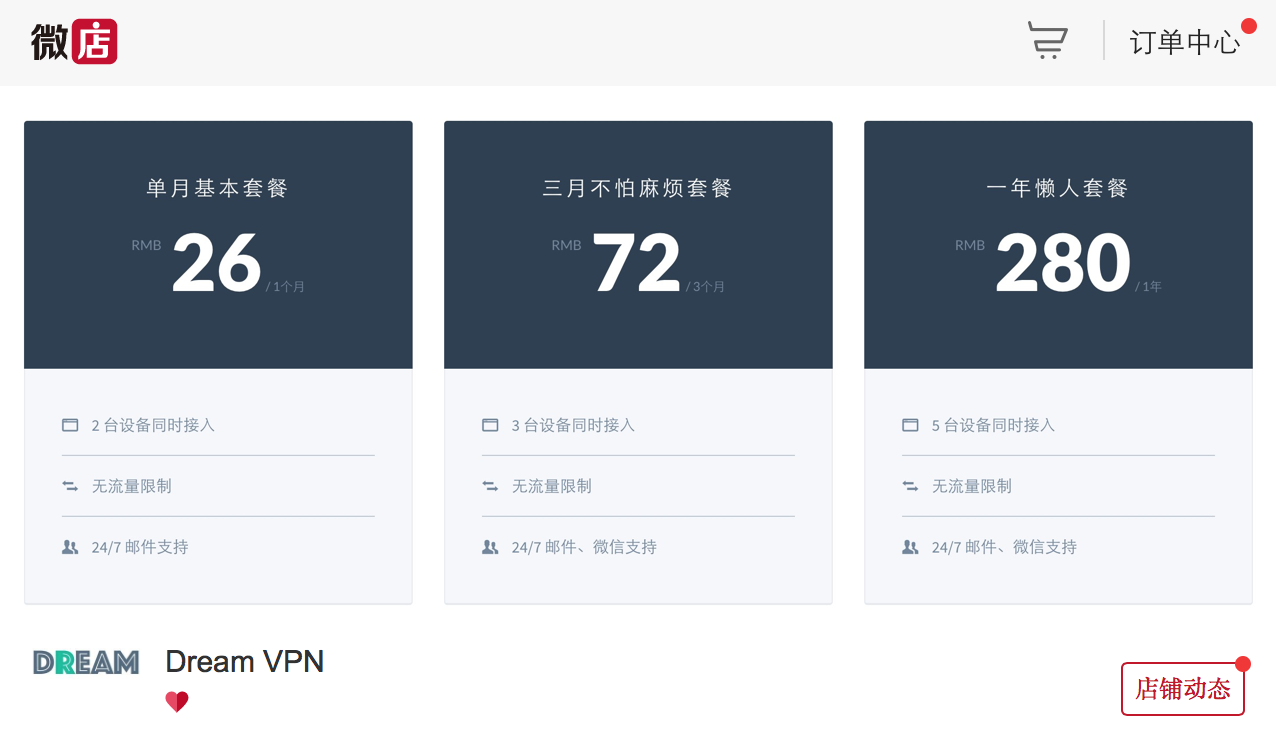 微店
订单中心
单月基本套餐
RMB 26 / 1个月
2 台设备同时接入
无流量限制
24/7 邮件支持
三月不怕麻烦套餐
RMB 72 / 3个月
3 台设备同时接入
无流量限制
24/7 邮件、微信支持
一年懒人套餐
RMB 280 / 1年
5 台设备同时接入
无流量限制
24/7 邮件、微信支持
DREAM
Dream VPN
店铺动态